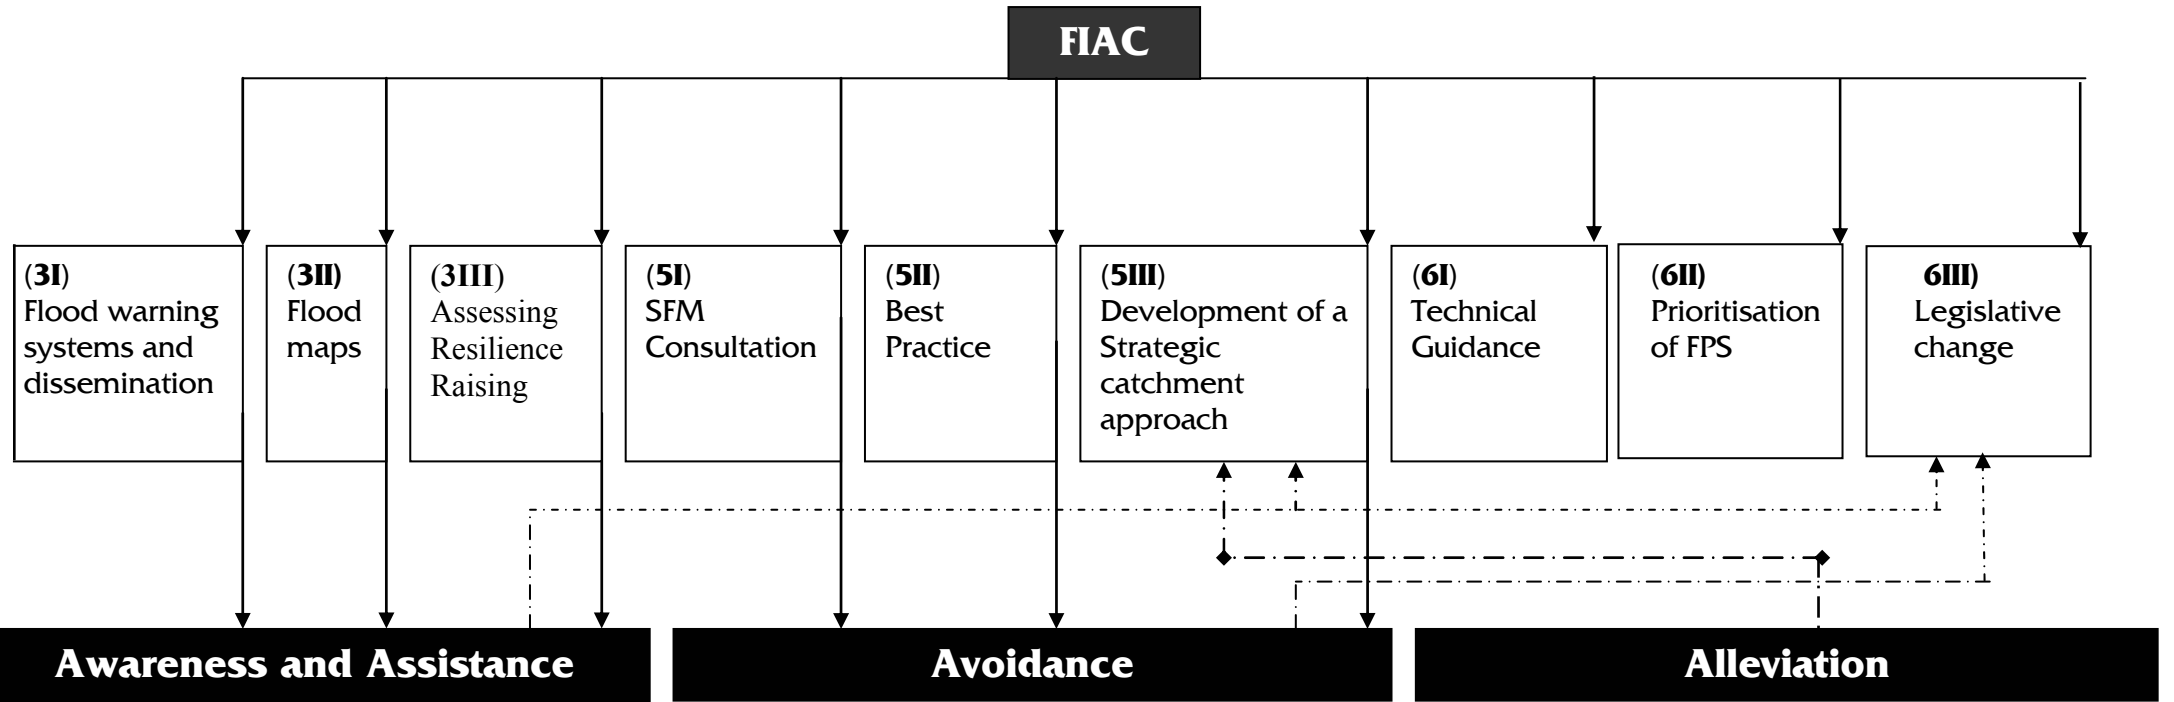 FIAC
(3I)
Flood warning
systems and
dissemination
(3II)
Flood
maps
(3III)
Assessing
Resilience
Raising
(5I)
SFM
Consultation
(5II)
Best
Practice
(5III)
Development of a
Strategic
catchment
approach
(6I)
Technical
Guidance
(6II)
Prioritisation
of FPS
6III)
Legislative
change
Awareness and Assistance
Avoidance
Alleviation